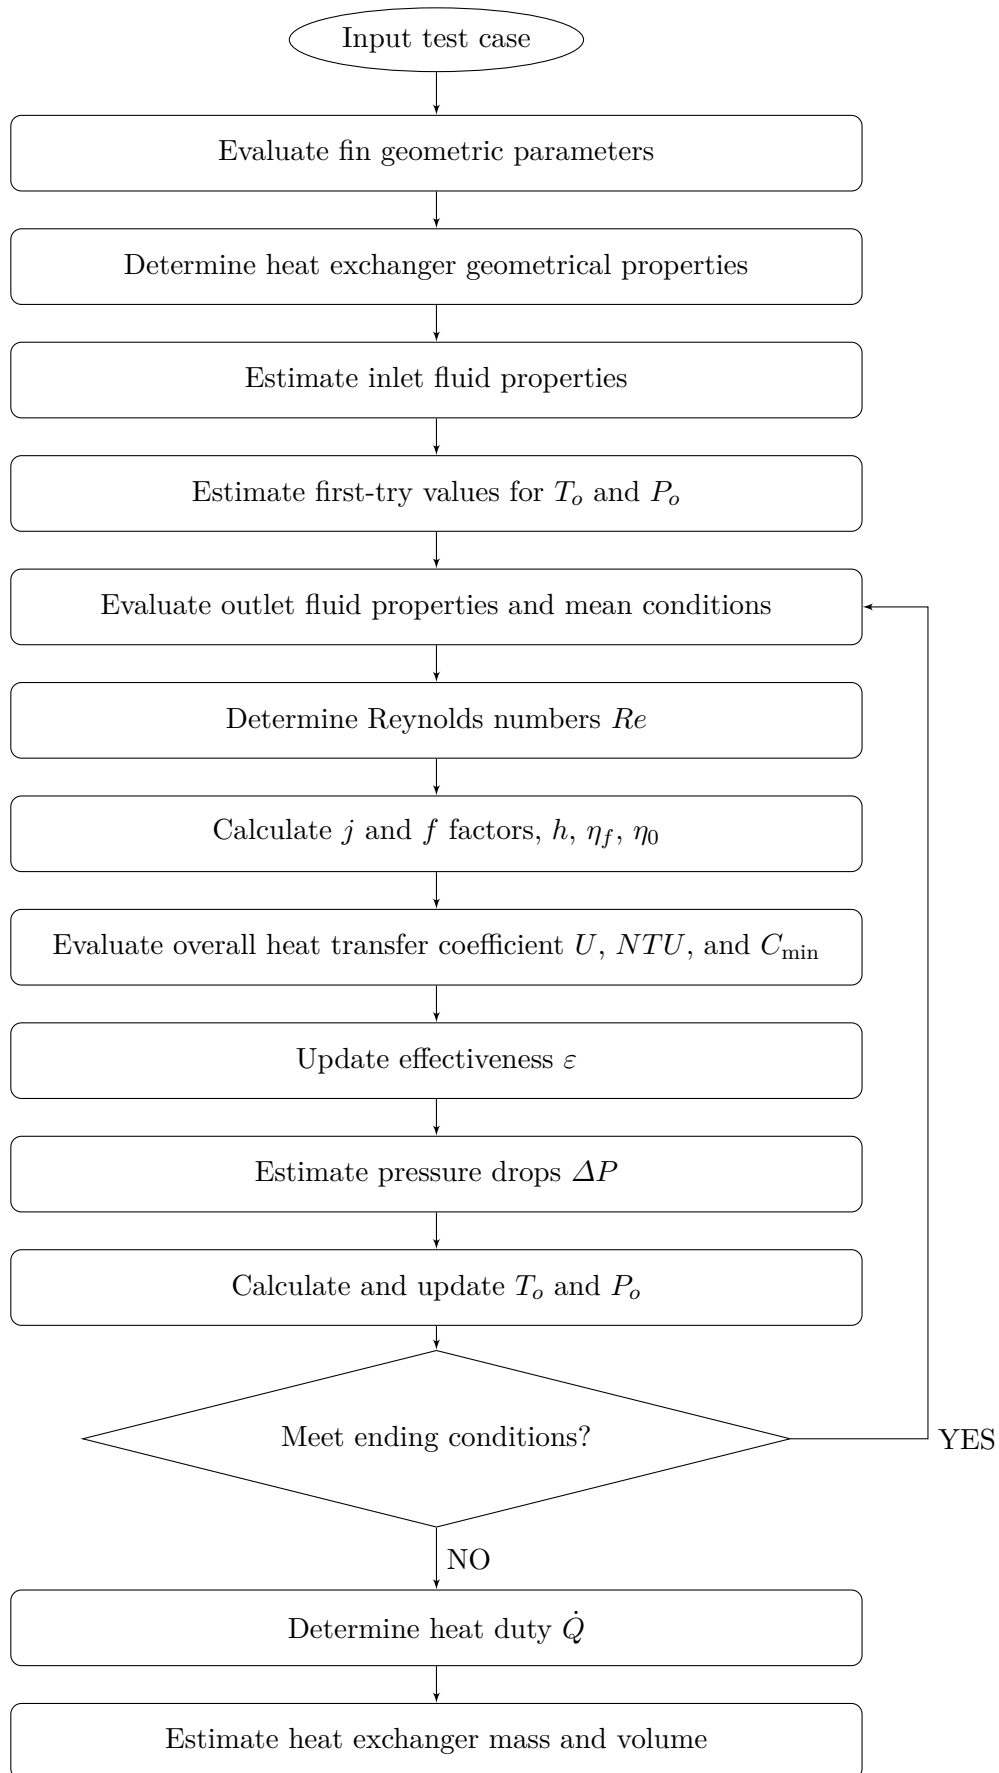 Input test case
Evaluate fin geometric parameters
Determine heat exchanger geometrical properties
Estimate inlet fluid properties
Estimate first-try values for T_o and P_o
Evaluate outlet fluid properties and mean conditions
Determine Reynolds numbers Re
Calculate j and f factors, h, η_f, η_0
Evaluate overall heat transfer coefficient U, NTU, and C_min
Update effectiveness ε
Estimate pressure drops ΔP
Calculate and update T_o and P_o
Meet ending conditions?
YES
NO
Determine heat duty Q̇
Estimate heat exchanger mass and volume